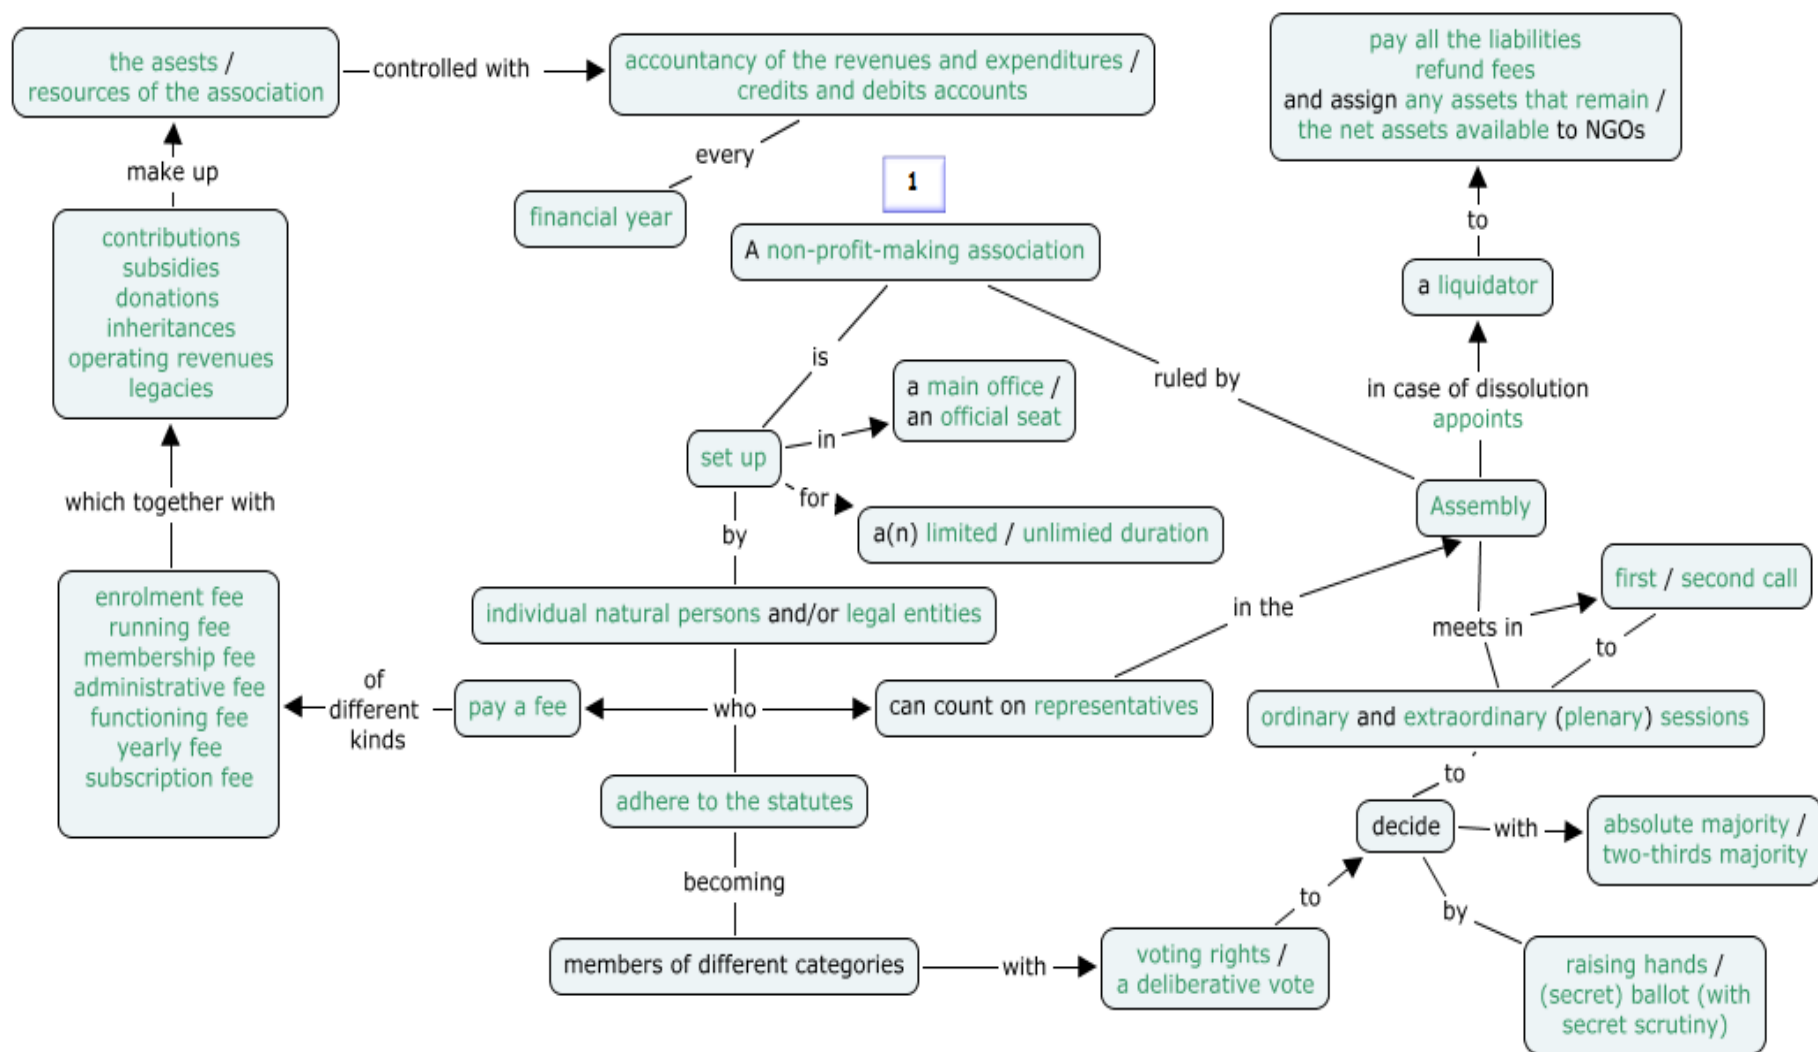 the asests /
resources of the association
controlled with
accountancy of the revenues and expenditures /
credits and debits accounts
every
financial year
make up
contributions
subsidies
donations
inheritances
operating revenues
legacies
which together with
enrolment fee
running fee
membership fee
administrative fee
functioning fee
yearly fee
subscription fee
of
different
kinds
pay a fee
1
A non-profit-making association
is
set up
in
a main office /
an official seat
for
a(n) limited / unlimied duration
by
individual natural persons and/or legal entities
who
can count on representatives
in the
adhere to the statutes
becoming
members of different categories
with
voting rights /
a deliberative vote
to
ruled by
Assembly
in case of dissolution
appoints
a liquidator
to
pay all the liabilities
refund fees
and assign any assets that remain /
the net assets available to NGOs
meets in
first / second call
to
ordinary and extraordinary (plenary) sessions
to
decide
with
absolute majority /
two-thirds majority
by
raising hands /
(secret) ballot (with
secret scrutiny)